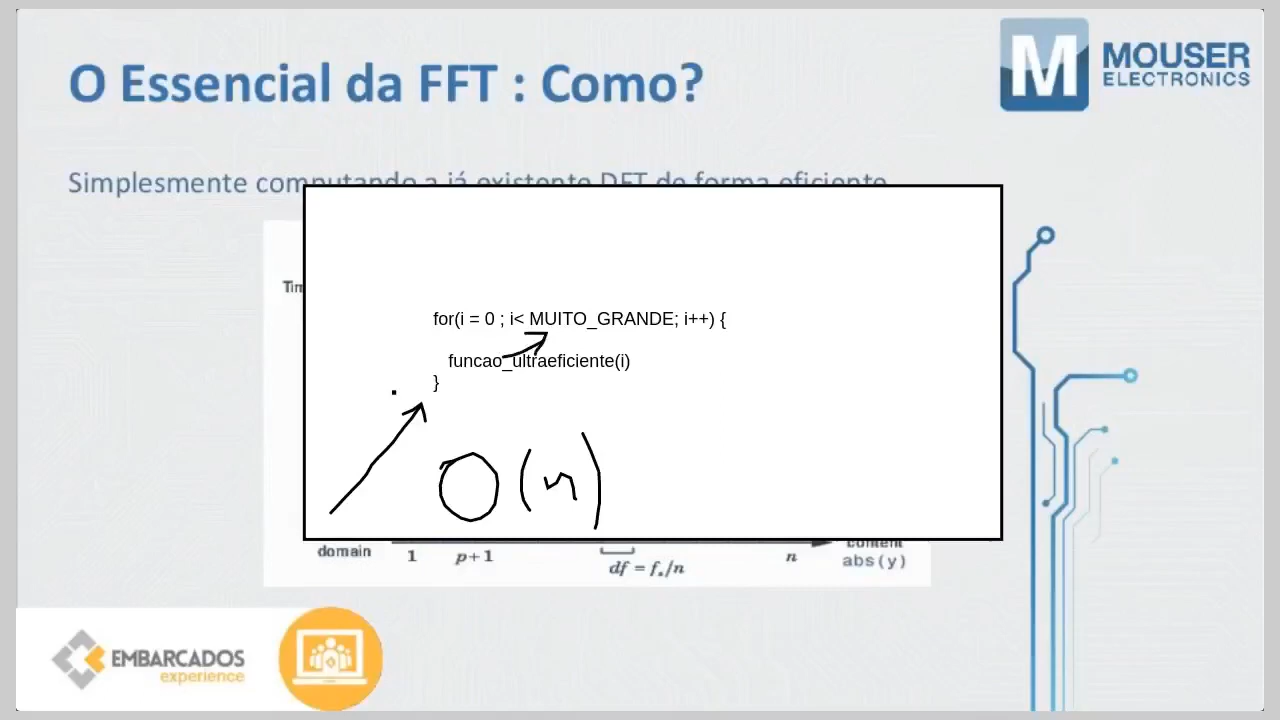 O Essencial da FFT : Como?
MOUSER
ELECTRONICS
Simplesmente computando a já existente DFT de forma eficiente
for(i = 0 ; i< MUITO_GRANDE; i++) {
funcao_ultraeficiente(i)
}
O(n)
domain
1
p+1
df = fs/n
n
content
abs(y)
EMBARCADOS
experience